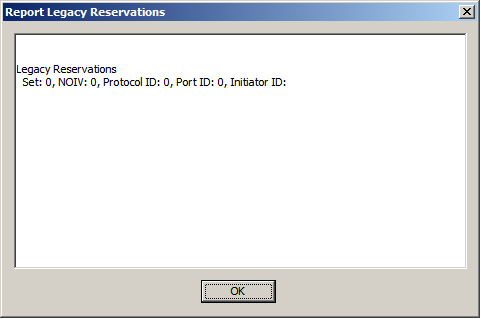 Report Legacy Reservations
Legacy Reservations
Set: 0, NOIV: 0, Protocol ID: 0, Port ID: 0, Initiator ID:
OK